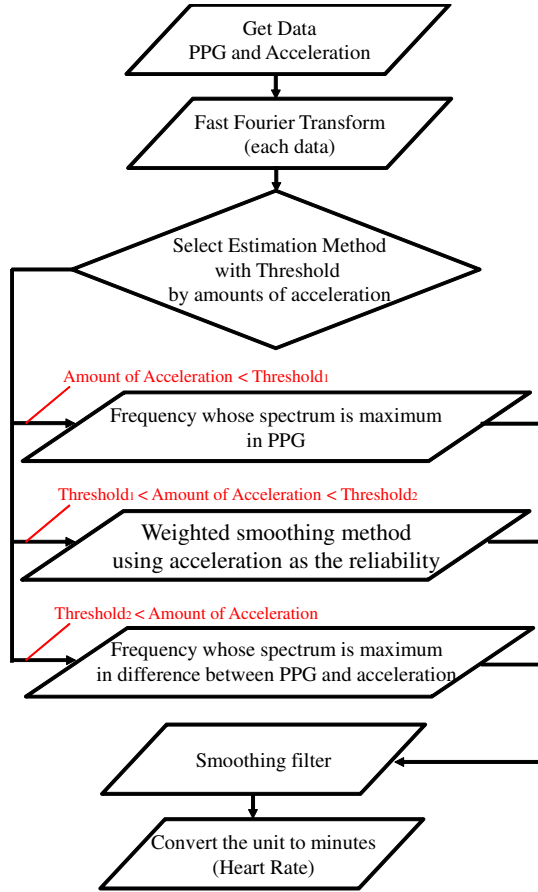 Get Data
PPG and Acceleration
Fast Fourier Transform
(each data)
Select Estimation Method
with Threshold
by amounts of acceleration
Amount of Acceleration < Threshold₁
Frequency whose spectrum is maximum
in PPG
Threshold₁ < Amount of Acceleration < Threshold₂
Weighted smoothing method
using acceleration as the reliability
Threshold₂ < Amount of Acceleration
Frequency whose spectrum is maximum
in difference between PPG and acceleration
Smoothing filter
Convert the unit to minutes
(Heart Rate)